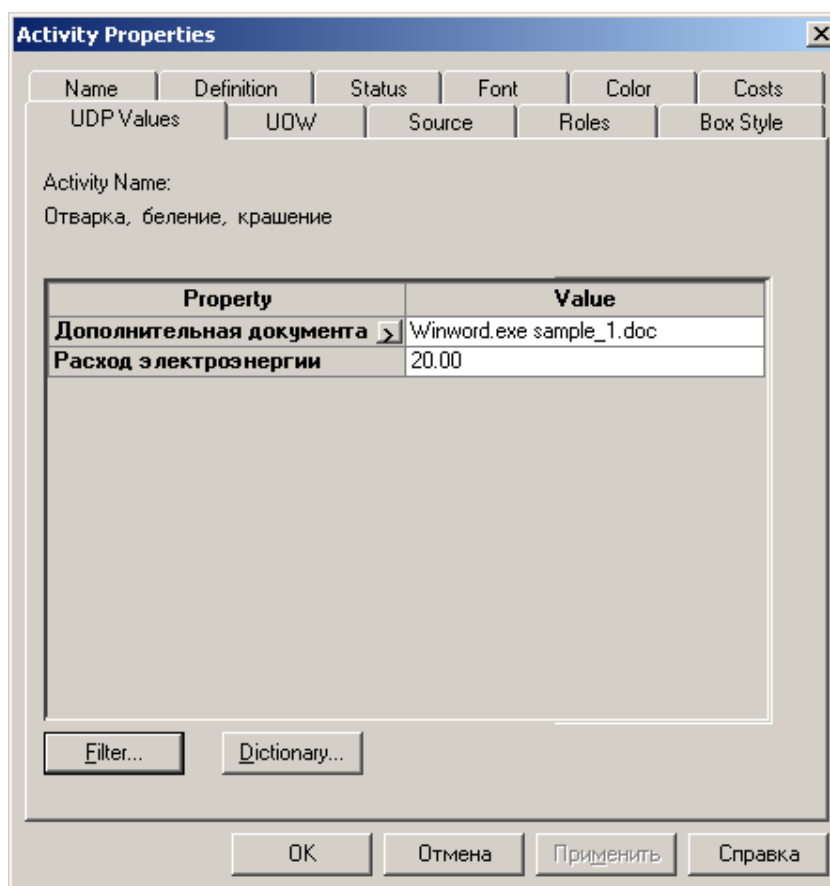 Activity Properties
Name Definition Status Font Color Costs
UDP Values UOW Source Roles Box Style
Activity Name:
Отварка, беление, крашение
Property Value
Дополнительная документа > Winword.exe sample_1.doc
Расход электроэнергии 20.00
Filter... Dictionary...
OK Отмена Применить Справка